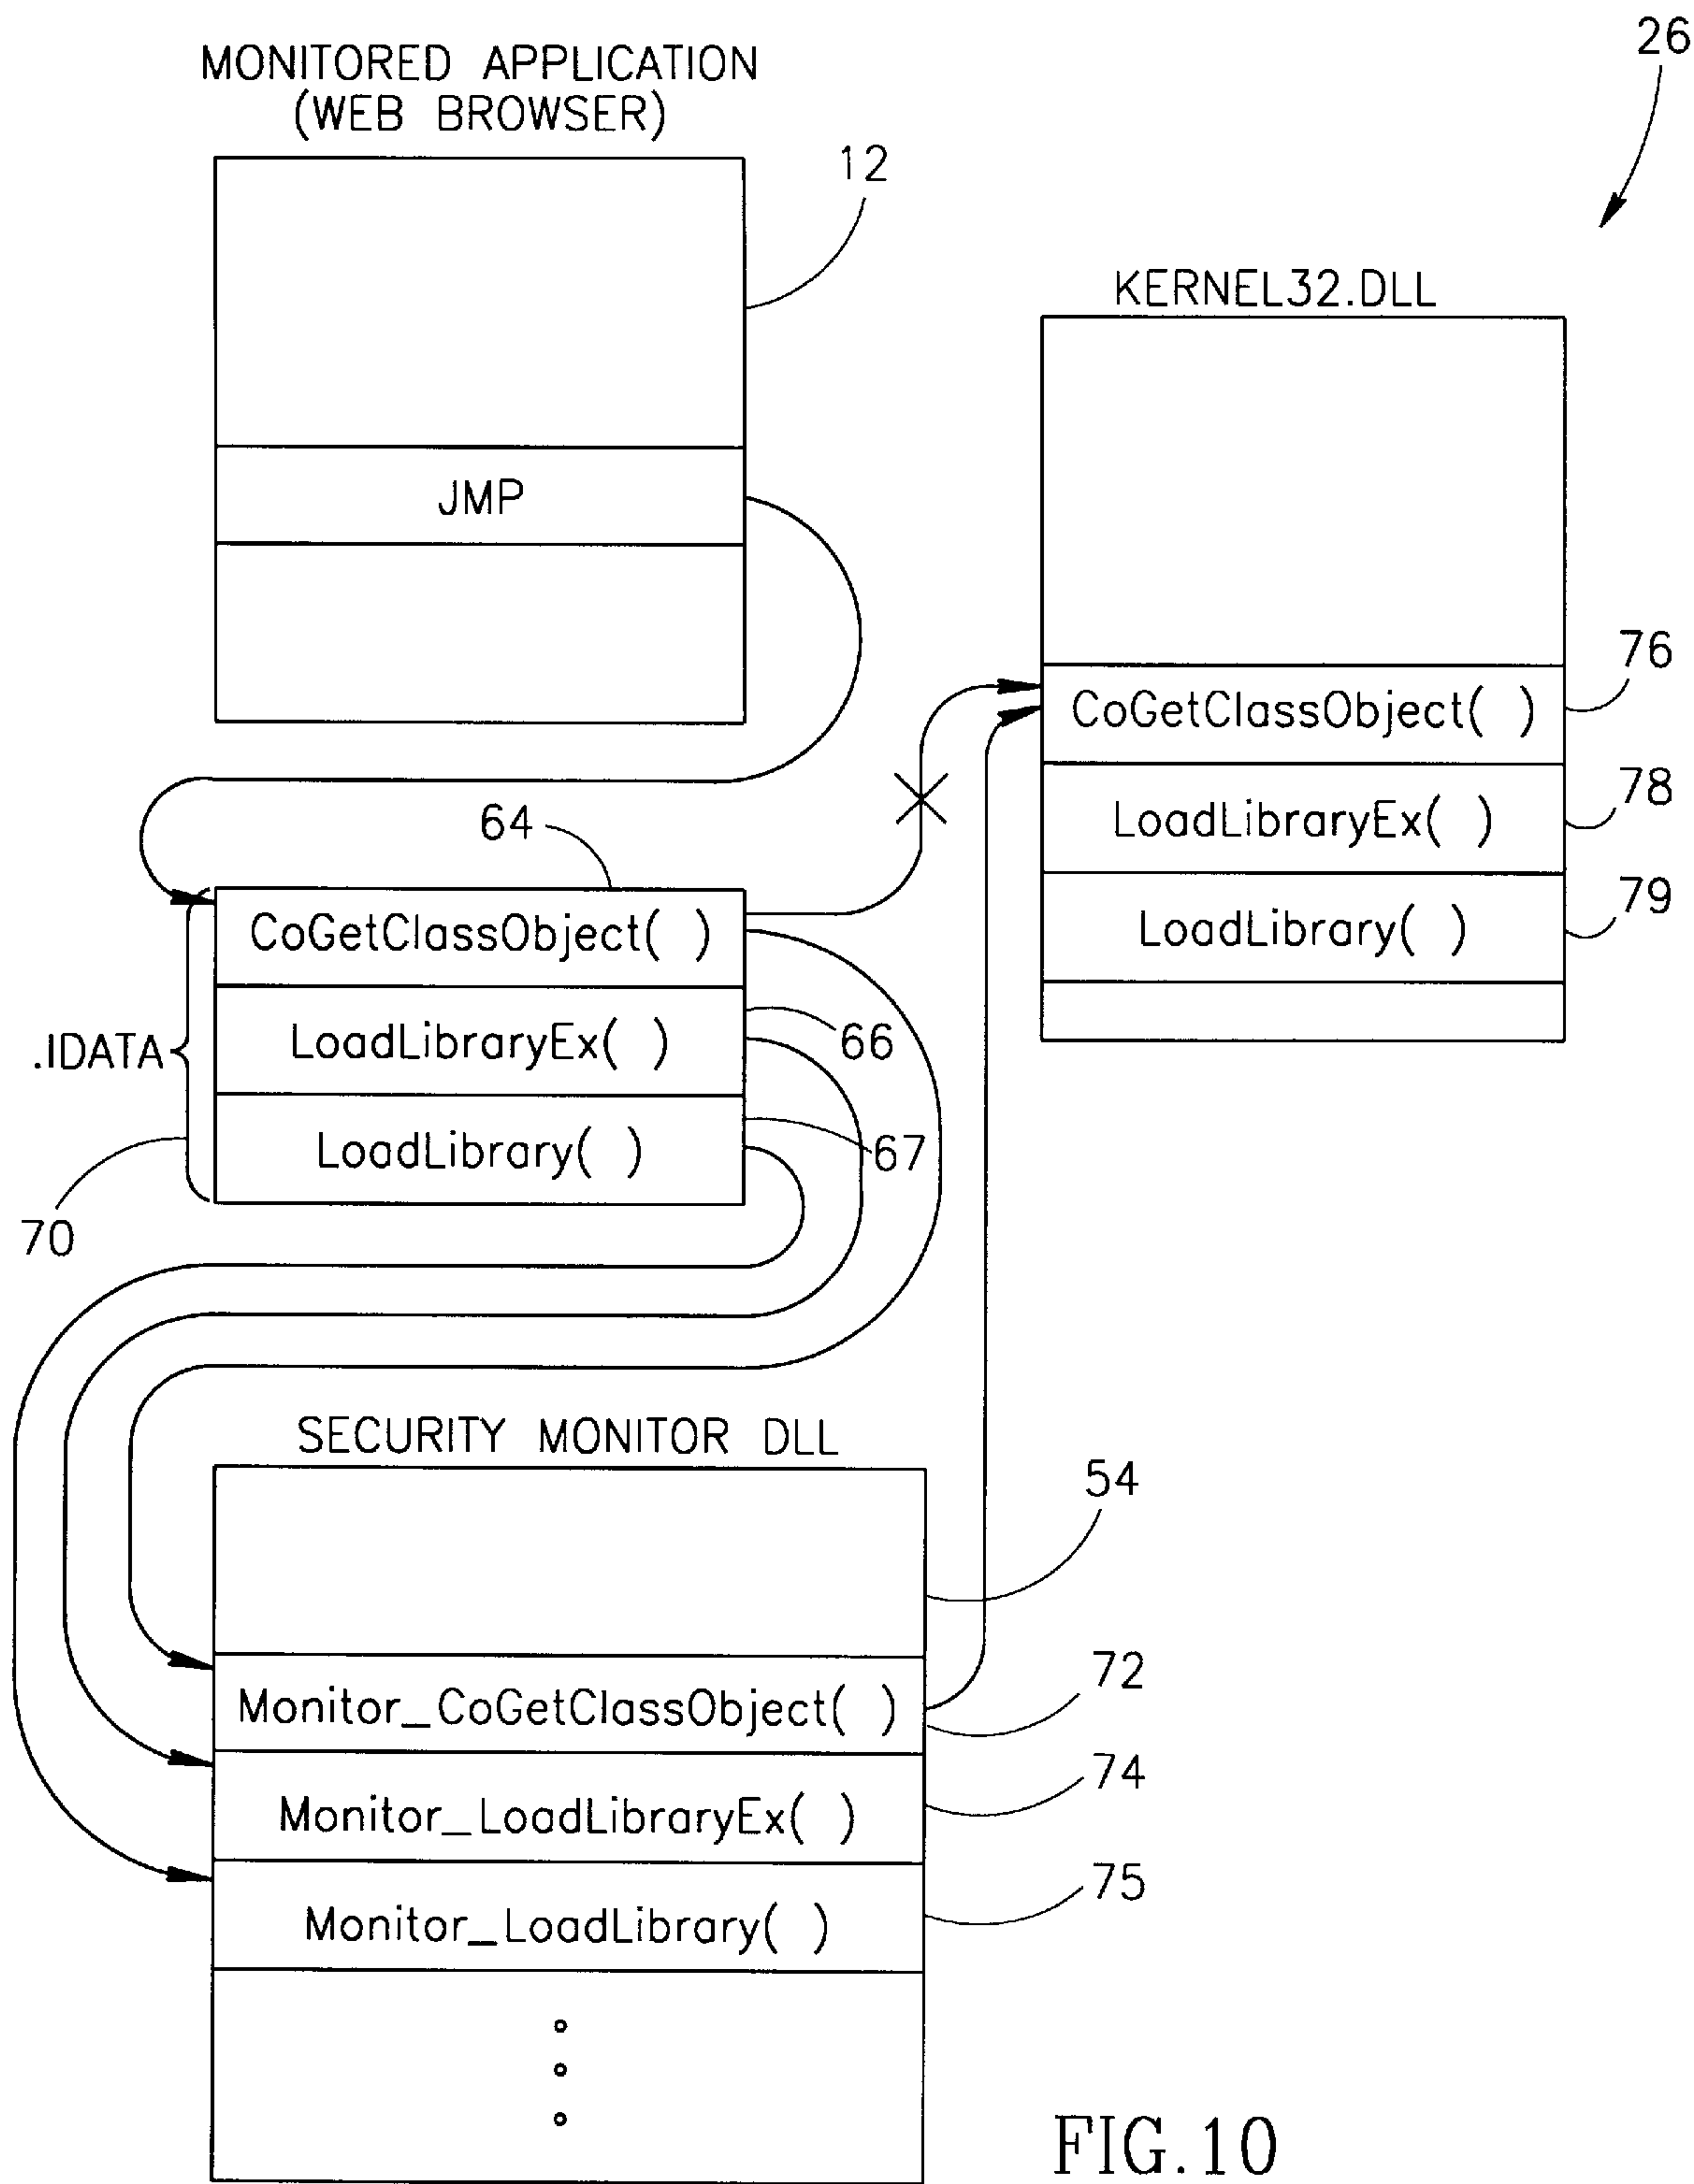 26
MONITORED APPLICATION
(WEB BROWSER)
12
KERNEL32.DLL
JMP
76
CoGetClassObject( )
78
LoadLibraryEx( )
79
LoadLibrary( )
64
CoGetClassObject( )
.IDATA
LoadLibraryEx( )
66
LoadLibrary( )
67
70
SECURITY MONITOR DLL
54
72
Monitor_CoGetClassObject( )
74
Monitor_LoadLibraryEx( )
75
Monitor_LoadLibrary( )
FIG.10